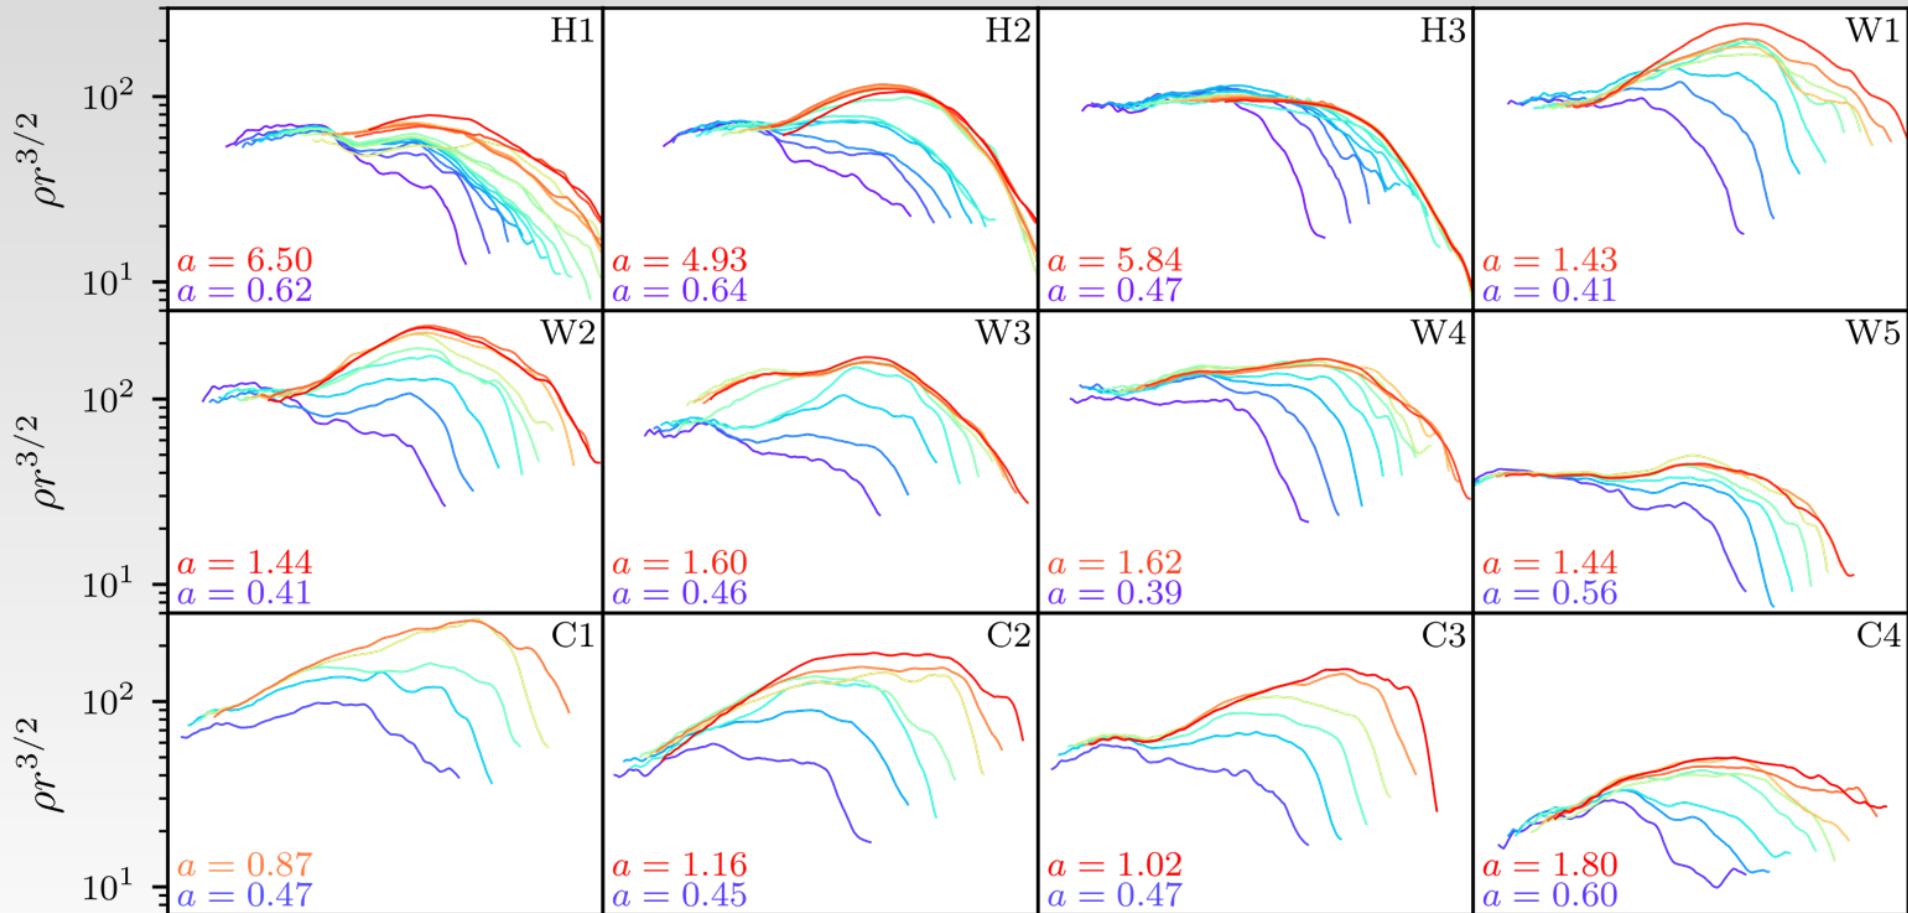 H1 H2 H3 W1
ρr^{3/2} 10² 10¹
a = 6.50 a = 4.93 a = 5.84 a = 1.43
a = 0.62 a = 0.64 a = 0.47 a = 0.41
W2 W3 W4 W5
ρr^{3/2} 10² 10¹
a = 1.44 a = 1.60 a = 1.62 a = 1.44
a = 0.41 a = 0.46 a = 0.39 a = 0.56
C1 C2 C3 C4
ρr^{3/2} 10² 10¹
a = 0.87 a = 1.16 a = 1.02 a = 1.80
a = 0.47 a = 0.45 a = 0.47 a = 0.60